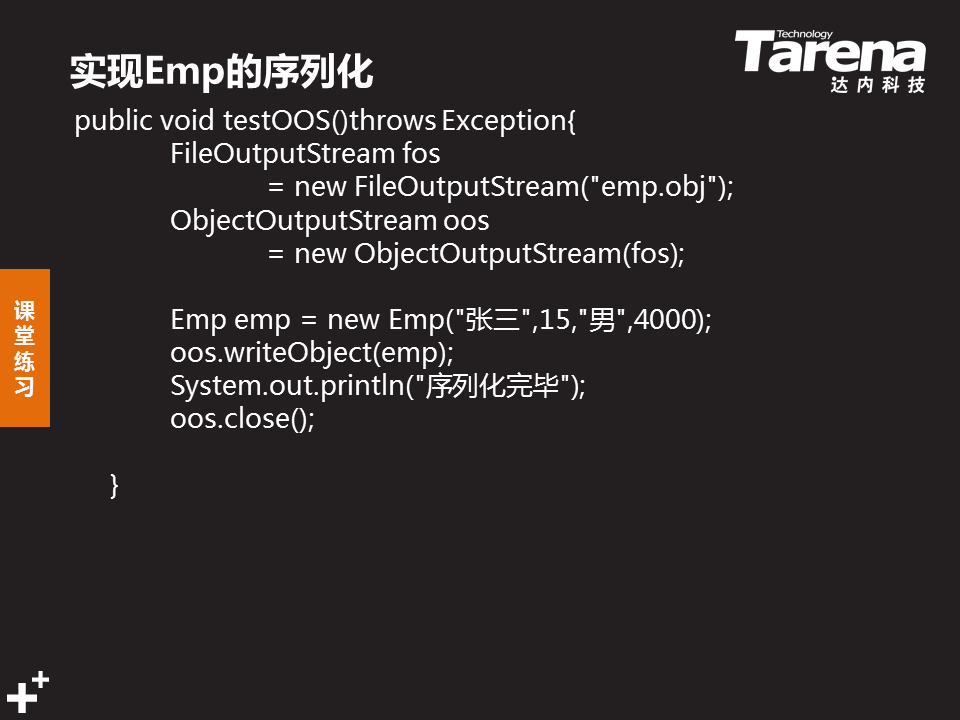 实现Emp的序列化
Technology
Tarena
达内科技
public void testOOS()throws Exception{
FileOutputStream fos
= new FileOutputStream("emp.obj");
ObjectOutputStream oos
= new ObjectOutputStream(fos);
Emp emp = new Emp("张三",15,"男",4000);
oos.writeObject(emp);
System.out.println("序列化完毕");
oos.close();
}
课堂练习